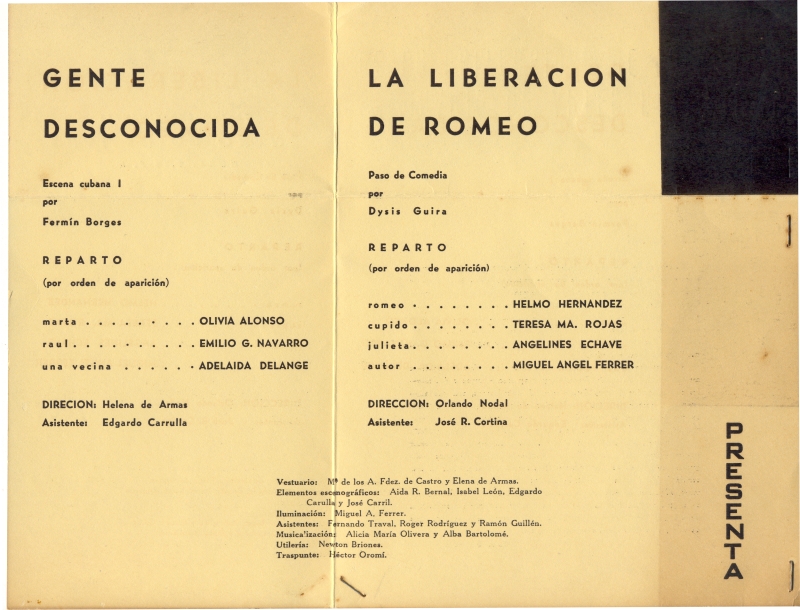 GENTE
DESCONOCIDA
Escena cubana I
por
Fermín Borges
REPARTO
(por orden de aparición)
marta . . . . . . . . . OLIVIA ALONSO
raul . . . . . . . . . . EMILIO G. NAVARRO
una vecina . . . . . . ADELAIDA DELANGE
DIRECION: Helena de Armas
Asistente: Edgardo Carrulla
LA LIBERACION
DE ROMEO
Paso de Comedia
por
Dysis Guira
REPARTO
(por orden de aparición)
romeo . . . . . . . . HELMO HERNANDEZ
cupido . . . . . . . . TERESA MA. ROJAS
julieta . . . . . . . . ANGELINES ECHAVE
autor . . . . . . . . MIGUEL ANGEL FERRER
DIRECCION: Orlando Nodal
Asistente: José R. Cortina
Vestuario: Mª de los A. Fdez. de Castro y Elena de Armas.
Elementos escenográficos: Aida R. Bernal, Isabel León, Edgardo
Carulla y José Carril.
Iluminación: Miguel A. Ferrer.
Asistentes: Fernando Traval, Roger Rodríguez y Ramón Guillén.
Musica'ización: Alicia María Olivera y Alba Bartolomé.
Utilería: Newton Briones.
Traspunte: Héctor Oromí.
PRESENTA